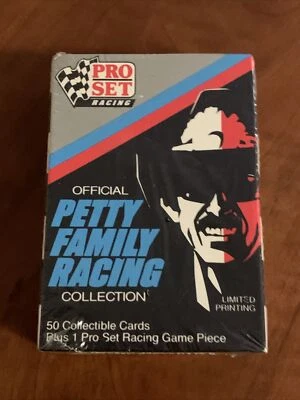 PRO
SET
RACING
OFFICIAL
PETTY
FAMILY
RACING
COLLECTION
LIMITED
PRINTING
50 Collectible Cards
Plus 1 Pro Set Racing Game Piece